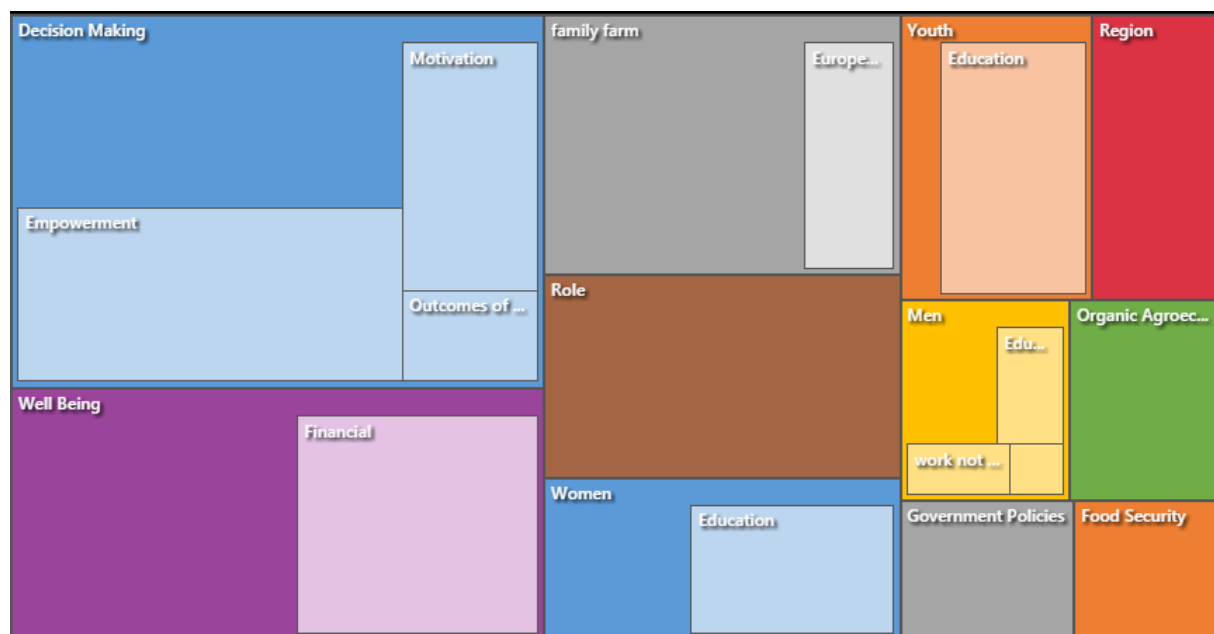 Decision Making
Motivation
Empowerment
Outcomes of ...
Well Being
Financial
family farm
Europe...
Role
Women
Education
Youth
Education
Region
Men
Edu...
work not ...
Organic Agroec...
Government Policies
Food Security